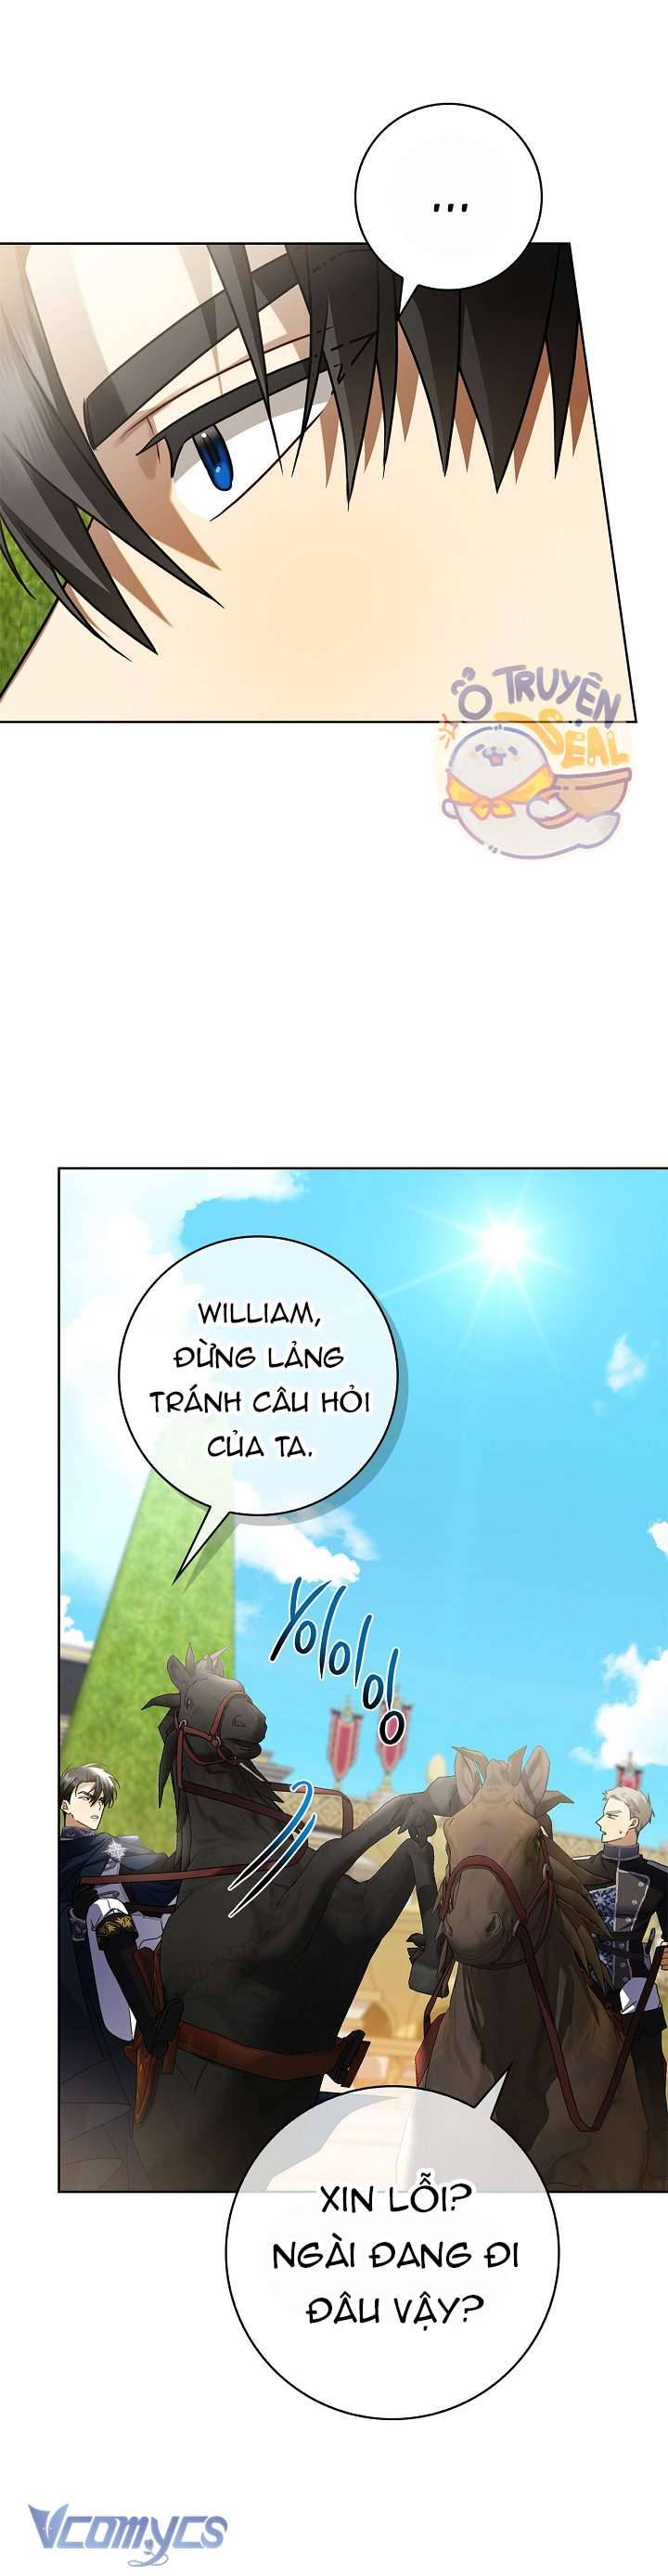 ...
Ổ TRUYỆN
SEAL
WILLIAM,
ĐỪNG LẢNG
TRÁNH CÂU HỎI
CỦA TA.
XIN LỖI?
NGÀI ĐANG ĐI
ĐÂU VẬY?
VCOMYCS